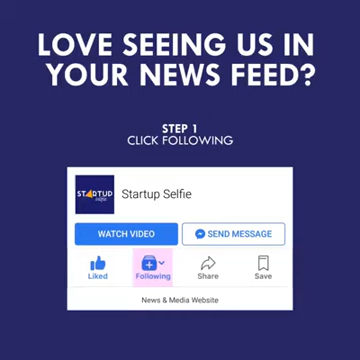 LOVE SEEING US IN
YOUR NEWS FEED?
STEP 1
CLICK FOLLOWING
STARTUP
selfie
Startup Selfie
WATCH VIDEO
SEND MESSAGE
Liked
Following
Share
Save
News & Media Website